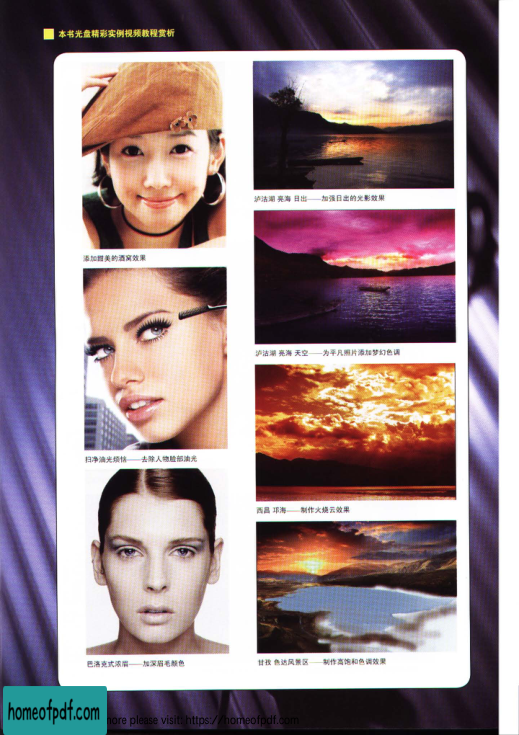 本书光盘精彩实例视频教程赏析
添加甜美的酒窝效果
扫净油光烦恼——去除人物脸部油光
巴洛克式浓眉——加深眉毛颜色
泸沽湖 亮海 日出——加强日出的光影效果
泸沽湖 亮海 天空——为平凡照片添加梦幻色调
西昌 邛海——制作火烧云效果
甘孜 色达风景区——制作高饱和色调效果
homeofpdf.com
more please visit: https://homeofpdf.com